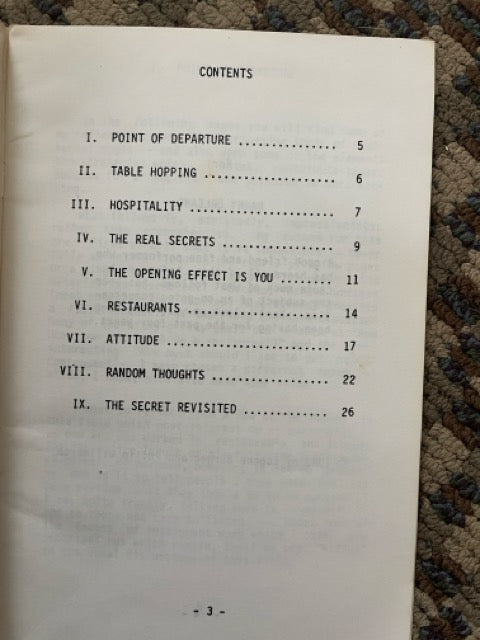 CONTENTS
I. POINT OF DEPARTURE ............... 5
II. TABLE HOPPING .................... 6
III. HOSPITALITY ...................... 7
IV. THE REAL SECRETS ................. 9
V. THE OPENING EFFECT IS YOU ........ 11
VI. RESTAURANTS ...................... 14
VII. ATTITUDE ......................... 17
VIII. RANDOM THOUGHTS .................. 22
IX. THE SECRET REVISITED ............. 26
- 3 -